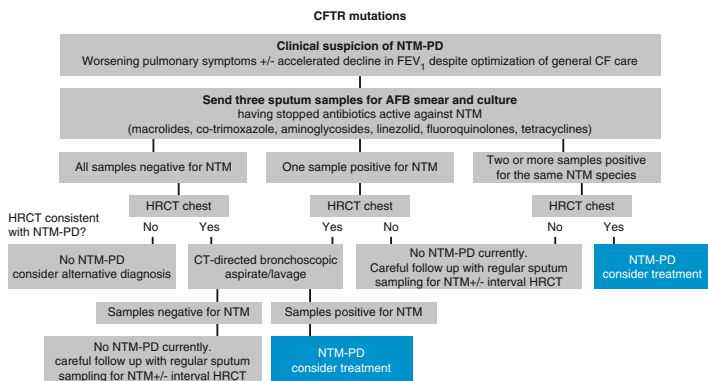 CFTR mutations
Clinical suspicion of NTM-PD
Worsening pulmonary symptoms +/- accelerated decline in FEV1 despite optimization of general CF care
Send three sputum samples for AFB smear and culture
having stopped antibiotics active against NTM
(macrolides, co-trimoxazole, aminoglycosides, linezolid, fluoroquinolones, tetracyclines)
All samples negative for NTM
One sample positive for NTM
Two or more samples positive
for the same NTM species
HRCT chest
HRCT chest
HRCT chest
HRCT consistent
with NTM-PD?
No
Yes
Yes
No
No
Yes
No NTM-PD
consider alternative diagnosis
CT-directed bronchoscopic
aspirate/lavage
No NTM-PD currently.
Careful follow up with regular sputum
sampling for NTM+/- interval HRCT
NTM-PD
consider treatment
Samples negative for NTM
Samples positive for NTM
No NTM-PD currently.
careful follow up with regular sputum
sampling for NTM+/- interval HRCT
NTM-PD
consider treatment